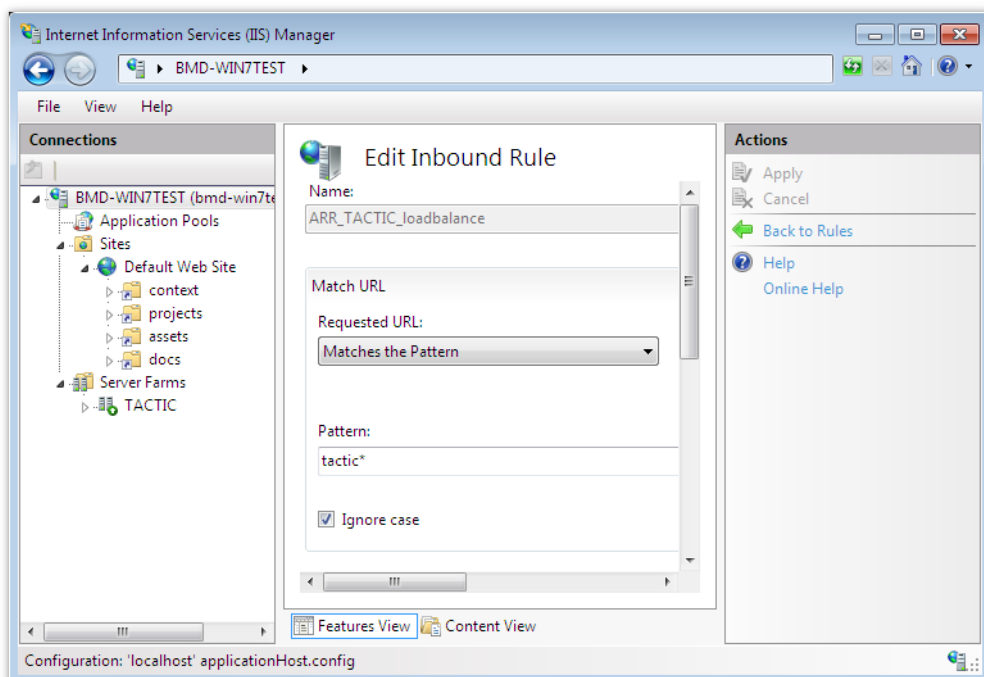 Internet Information Services (IIS) Manager
BMD-WIN7TEST
File View Help
Connections
BMD-WIN7TEST (bmd-win7te
Application Pools
Sites
Default Web Site
context
projects
assets
docs
Server Farms
TACTIC
Edit Inbound Rule
Name:
ARR_TACTIC_loadbalance
Match URL
Requested URL:
Matches the Pattern
Pattern:
tactic*
Ignore case
Features View Content View
Actions
Apply
Cancel
Back to Rules
Help
Online Help
Configuration: 'localhost' applicationHost.config